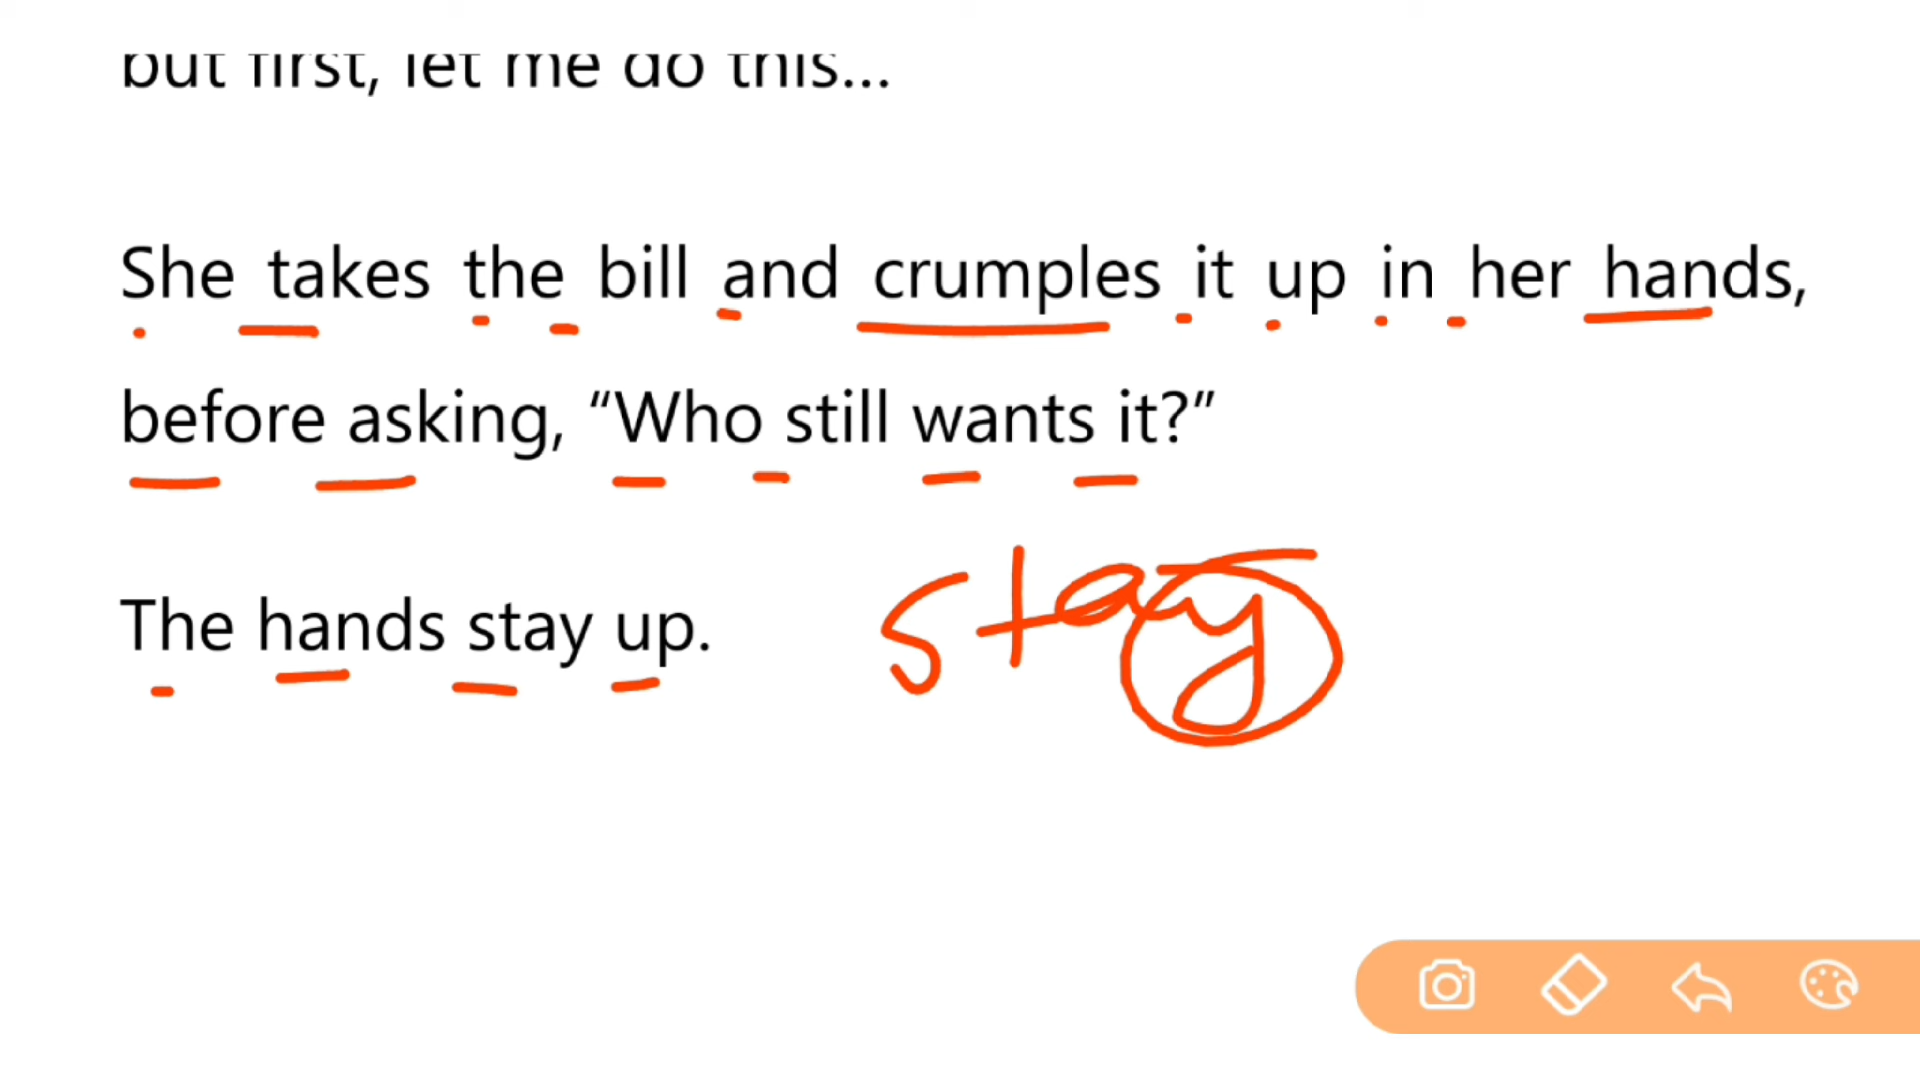 but first, let me do this...
She takes the bill and crumples it up in her hands,
before asking, “Who still wants it?”
The hands stay up.
stay